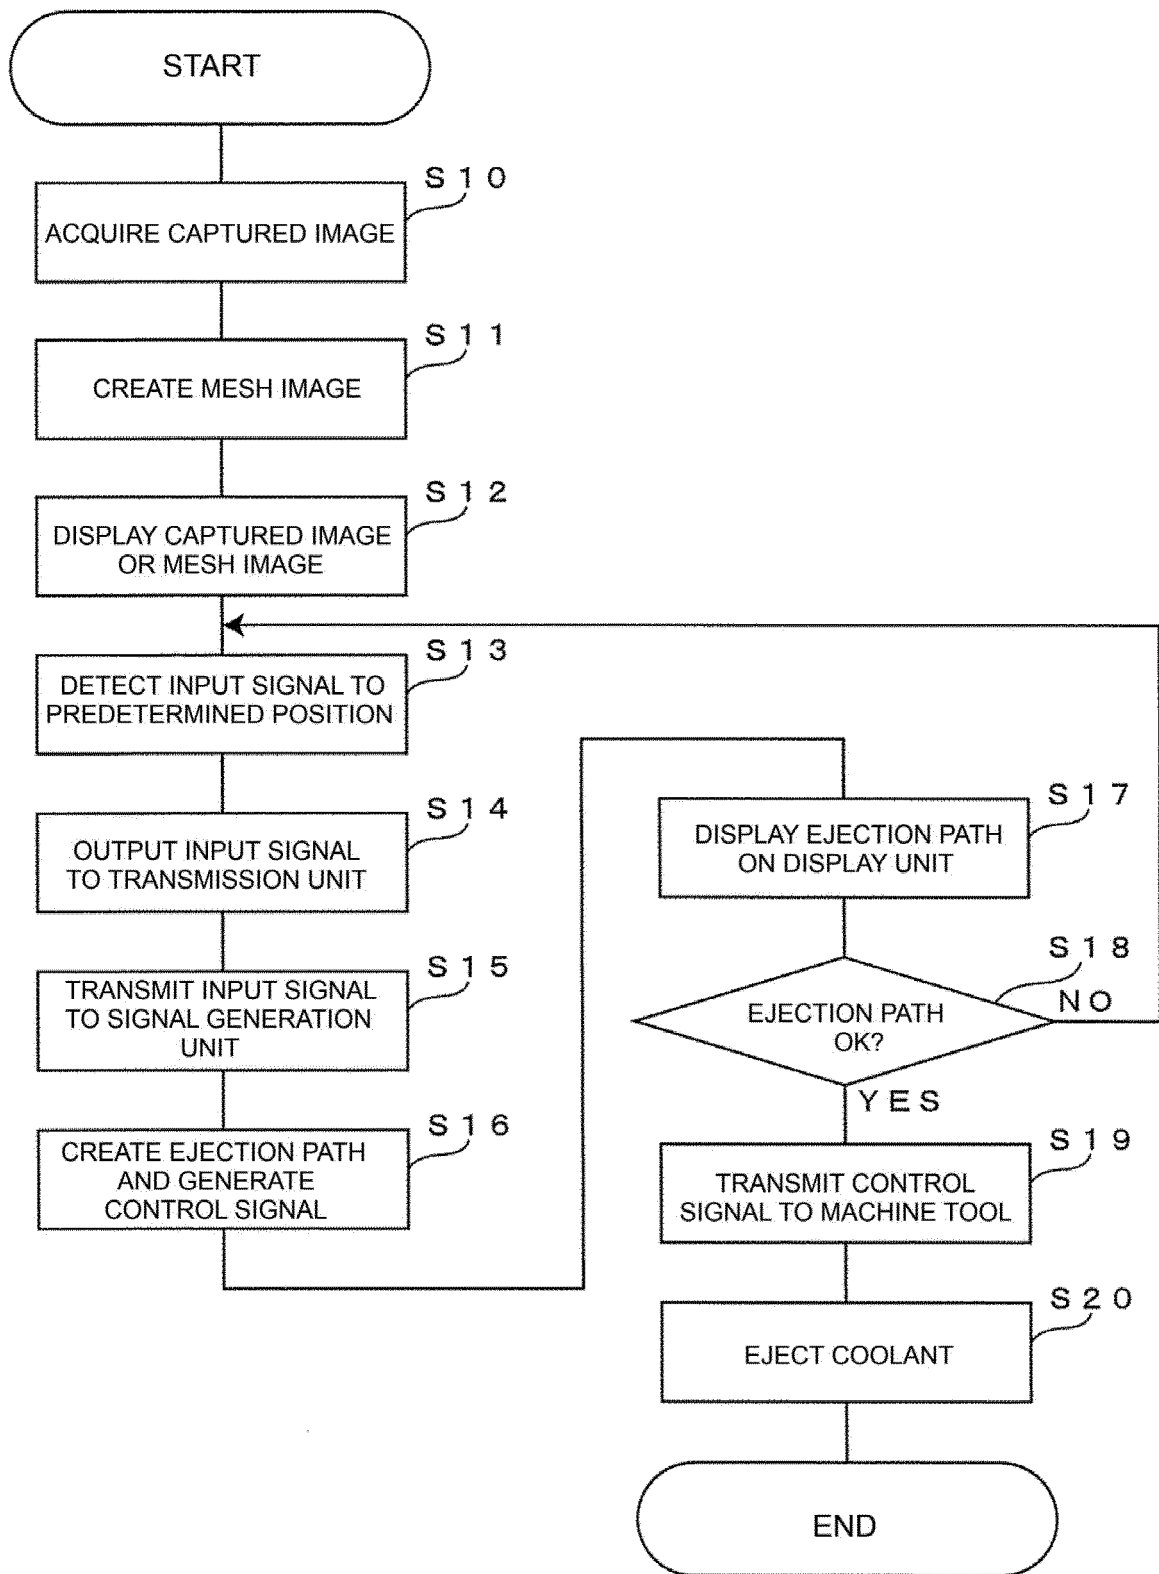 START
S10
ACQUIRE CAPTURED IMAGE
S11
CREATE MESH IMAGE
S12
DISPLAY CAPTURED IMAGE
OR MESH IMAGE
S13
DETECT INPUT SIGNAL TO
PREDETERMINED POSITION
S14
OUTPUT INPUT SIGNAL
TO TRANSMISSION UNIT
S15
TRANSMIT INPUT SIGNAL
TO SIGNAL GENERATION
UNIT
S16
CREATE EJECTION PATH
AND GENERATE
CONTROL SIGNAL
S17
DISPLAY EJECTION PATH
ON DISPLAY UNIT
S18
EJECTION PATH
OK?
NO
YES
S19
TRANSMIT CONTROL
SIGNAL TO MACHINE TOOL
S20
EJECT COOLANT
END